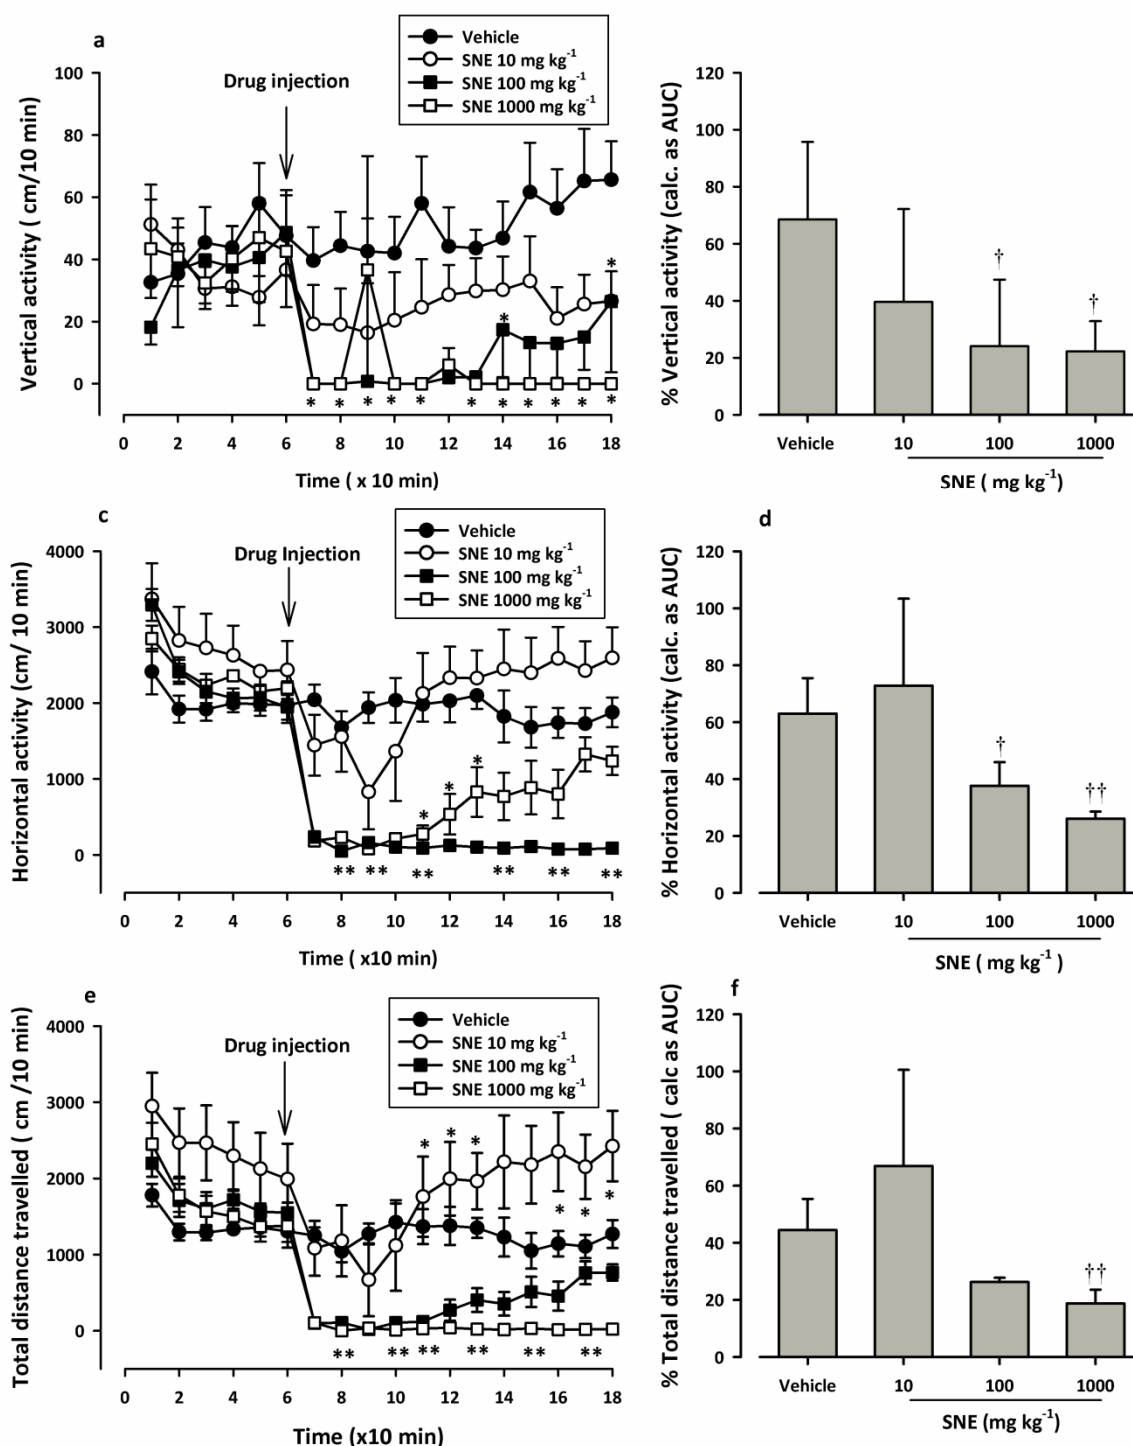 a
Vehicle
SNE 10 mg kg⁻¹
SNE 100 mg kg⁻¹
SNE 1000 mg kg⁻¹
Drug injection
Vertical activity ( cm/10 min)
100
80
60
40
20
0
*
*
* * * * * * * * * * *
0 2 4 6 8 10 12 14 16 18
Time ( x 10 min)
% Vertical activity (calc. as AUC)
120
100
80
60
40
20
0
†
†
Vehicle 10 100 1000
SNE ( mg kg⁻¹)
c
Vehicle
SNE 10 mg kg⁻¹
SNE 100 mg kg⁻¹
SNE 1000 mg kg⁻¹
Drug Injection
Horizontal activity (cm/ 10 min)
4000
3000
2000
1000
0
* * *
** ** ** ** ** **
0 2 4 6 8 10 12 14 16 18
Time ( x10 min)
d
% Horizontal activity (calc. as AUC)
120
100
80
60
40
20
0
†
††
Vehicle 10 100 1000
SNE ( mg kg⁻¹ )
e
Vehicle
SNE 10 mg kg⁻¹
SNE 100 mg kg⁻¹
SNE 1000 mg kg⁻¹
Drug injection
Total distance travelled ( cm /10 min)
4000
3000
2000
1000
0
* * *
* * *
** ** ** ** ** **
0 2 4 6 8 10 12 14 16 18
Time (x10 min)
f
% Total distance travelled ( calc as AUC)
120
100
80
60
40
20
0
††
Vehicle 10 100 1000
SNE (mg kg⁻¹)